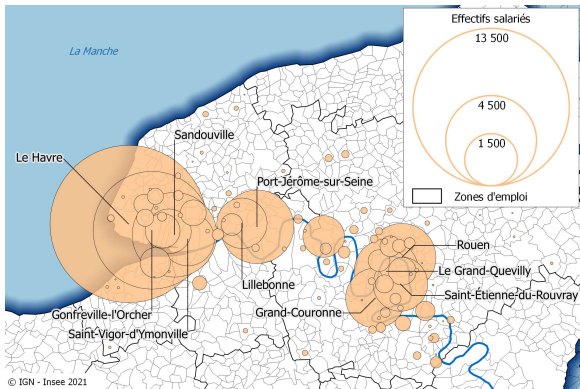 La Manche
Effectifs salariés
13 500
4 500
1 500
Zones d'emploi
Sandouville
Le Havre
Port-Jérôme-sur-Seine
Rouen
Le Grand-Quevilly
Lillebonne
Saint-Étienne-du-Rouvray
Gonfreville-l'Orcher
Grand-Couronne
Saint-Vigor-d'Ymonville
© IGN - Insee 2021